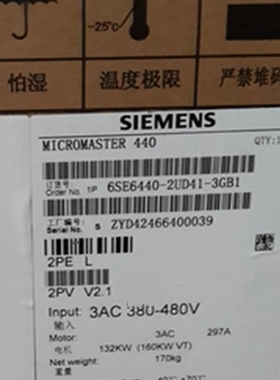 -25℃
怕湿 温度极限 严禁堆码
SIEMENS
MICROMASTER 440 QTY:
订货号:
Order No. 1P 6SE6440-2UD41-3GB1
工厂编号:
Serial No. S ZYD42466400039
2PE L
2PV V2.1
Input: 3AC 380-480V
输入
Motor: 3AC 297A
电机 132KW (160KW VT)
Net weight: 170kg
重量